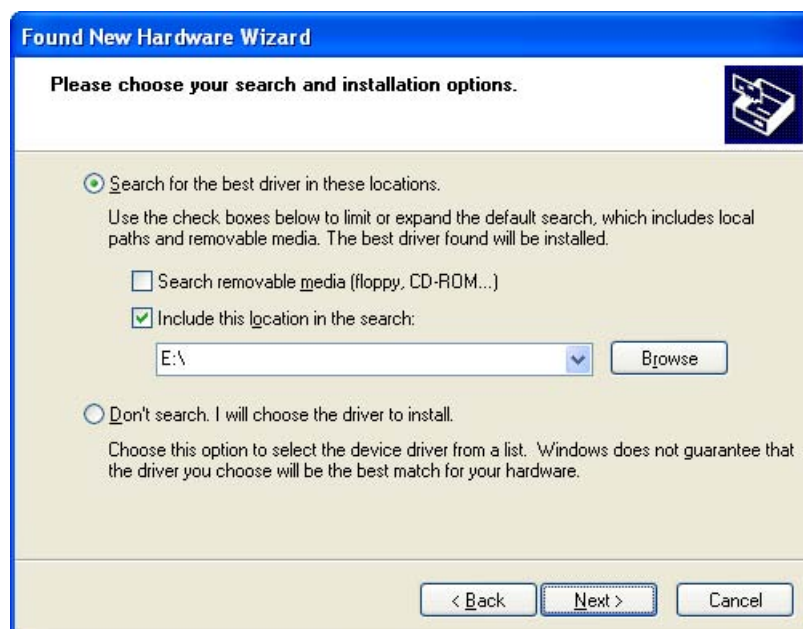 Found New Hardware Wizard
Please choose your search and installation options.
Search for the best driver in these locations.
Use the check boxes below to limit or expand the default search, which includes local
paths and removable media. The best driver found will be installed.
Search removable media (floppy, CD-ROM...)
Include this location in the search:
E:\
Browse
Don't search. I will choose the driver to install.
Choose this option to select the device driver from a list. Windows does not guarantee that
the driver you choose will be the best match for your hardware.
< Back
Next >
Cancel